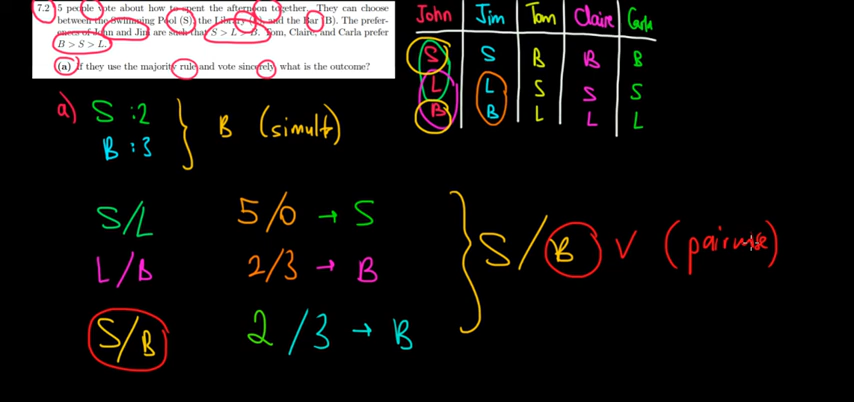 7.2 5 people vote about how to spent the afternoon together. They can choose
between the Swimming Pool (S), the Library (L), and the Bar (B). The prefer-
ences of John and Jim are such that S > L > B. Tom, Claire, and Carla prefer
B > S > L.
(a) If they use the majority rule and vote sincerely what is the outcome?
John Jim Tom Claire Carla
S S B B B
L L S S S
B B L L L
a) S : 2
B : 3
} B (simult)
S/L 5/0 → S
L/B 2/3 → B
S/B 2/3 → B
} S/B V (pairwise)